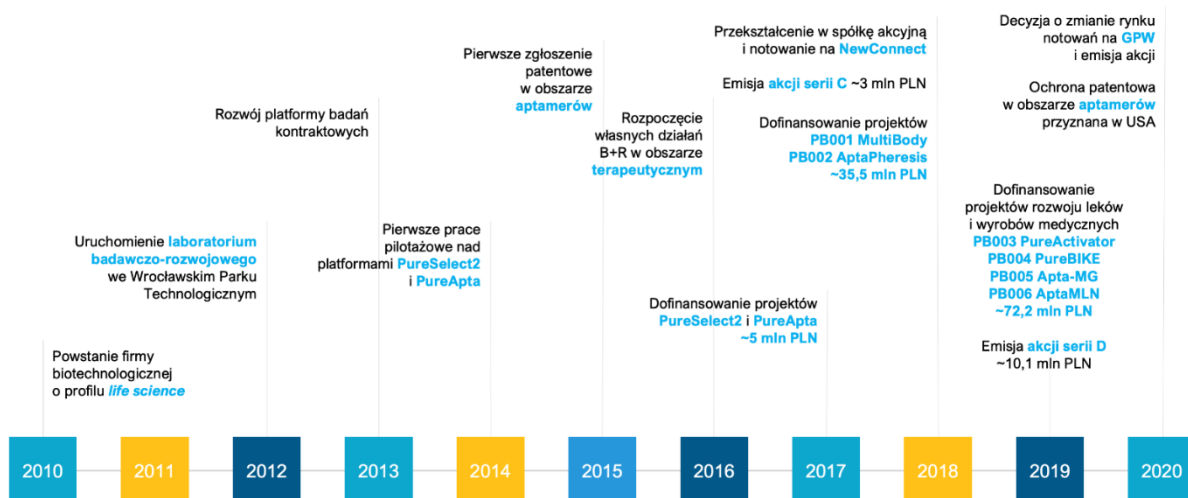 Powstanie firmy
biotechnologicznej
o profilu life science
Uruchomienie laboratorium
badawczo-rozwojowego
we Wrocławskim Parku
Technologicznym
Rozwój platformy badań
kontraktowych
Pierwsze prace
pilotażowe nad
platformami PureSelect2
i PureApta
Pierwsze zgłoszenie
patentowe
w obszarze
aptamerów
Rozpoczęcie
własnych działań
B+R w obszarze
terapeutycznym
Dofinansowanie projektów
PureSelect2 i PureApta
~5 mln PLN
Przekształcenie w spółkę akcyjną
i notowanie na NewConnect
Emisja akcji serii C ~3 mln PLN
Dofinansowanie projektów
PB001 MultiBody
PB002 AptaPheresis
~35,5 mln PLN
Dofinansowanie
projektów rozwoju leków
i wyrobów medycznych
PB003 PureActivator
PB004 PureBIKE
PB005 Apta-MG
PB006 AptaMLN
~72,2 mln PLN
Emisja akcji serii D
~10,1 mln PLN
Decyzja o zmianie rynku
notowań na GPW
i emisja akcji
Ochrona patentowa
w obszarze aptamerów
przyznana w USA
2010 2011 2012 2013 2014 2015 2016 2017 2018 2019 2020